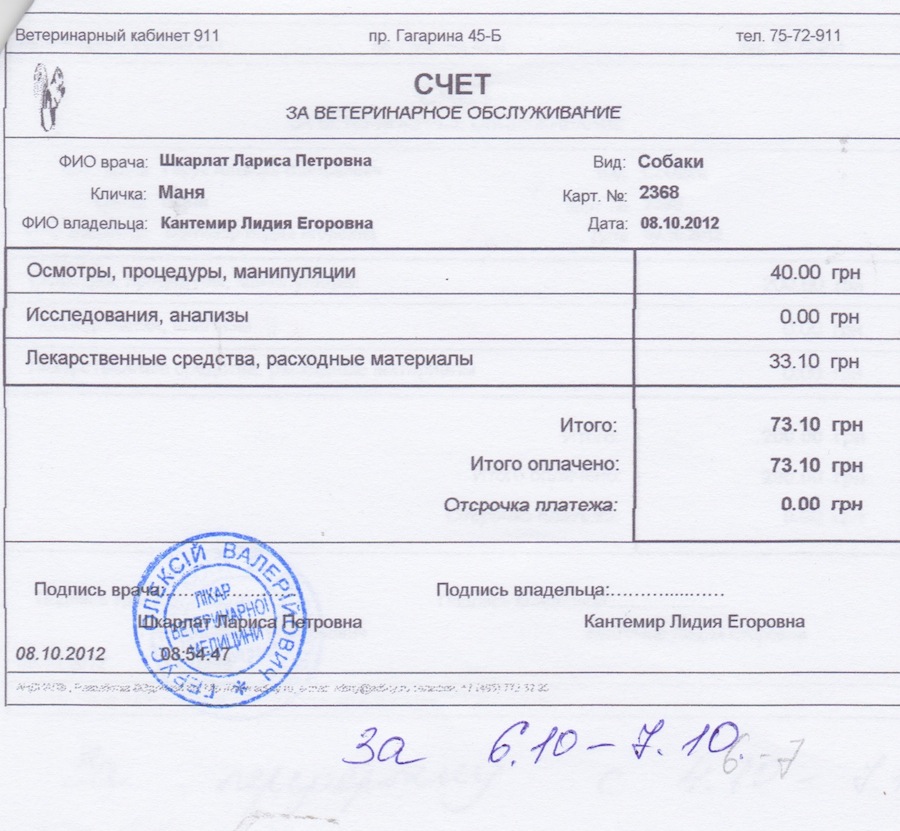 Ветеринарный кабинет 911 пр. Гагарина 45-Б тел. 75-72-911
СЧЕТ
ЗА ВЕТЕРИНАРНОЕ ОБСЛУЖИВАНИЕ
ФИО врача: Шкарлат Лариса Петровна Вид: Собаки
Кличка: Маня Карт. №: 2368
ФИО владельца: Кантемир Лидия Егоровна Дата: 08.10.2012
Осмотры, процедуры, манипуляции 40.00 грн
Исследования, анализы 0.00 грн
Лекарственные средства, расходные материалы 33.10 грн
Итого: 73.10 грн
Итого оплачено: 73.10 грн
Отсрочка платежа: 0.00 грн
Подпись врача:..................... Подпись владельца:.....................
Шкарлат Лариса Петровна Кантемир Лидия Егоровна
08.10.2012 08:54:47
ГЕРУС ОЛЕКСІЙ ВАЛЕРІЙОВИЧ
ЛІКАР
ВЕТЕРИНАРНОЇ
МЕДИЦИНИ
за 6.10 – 7.10.
6 - 7